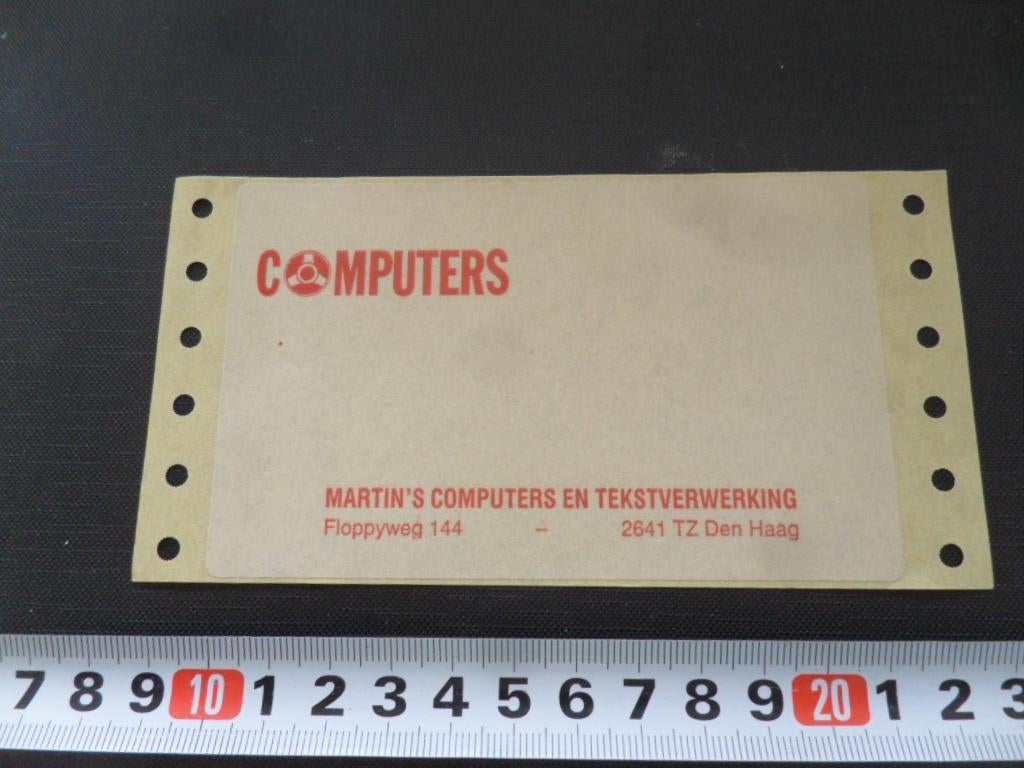 COMPUTERS
MARTIN'S COMPUTERS EN TEKSTVERWERKING
Floppyweg 144 – 2641 TZ Den Haag
7 8 9 10 1 2 3 4 5 6 7 8 9 20 1 2 3